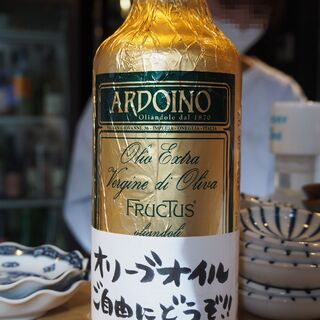 ARDOINO
Oliandolo dal 1870
Olio Extra
Vergine di Oliva
FRUCTUS
oliandoli
オリーブオイル
ご自由にどうぞ!!